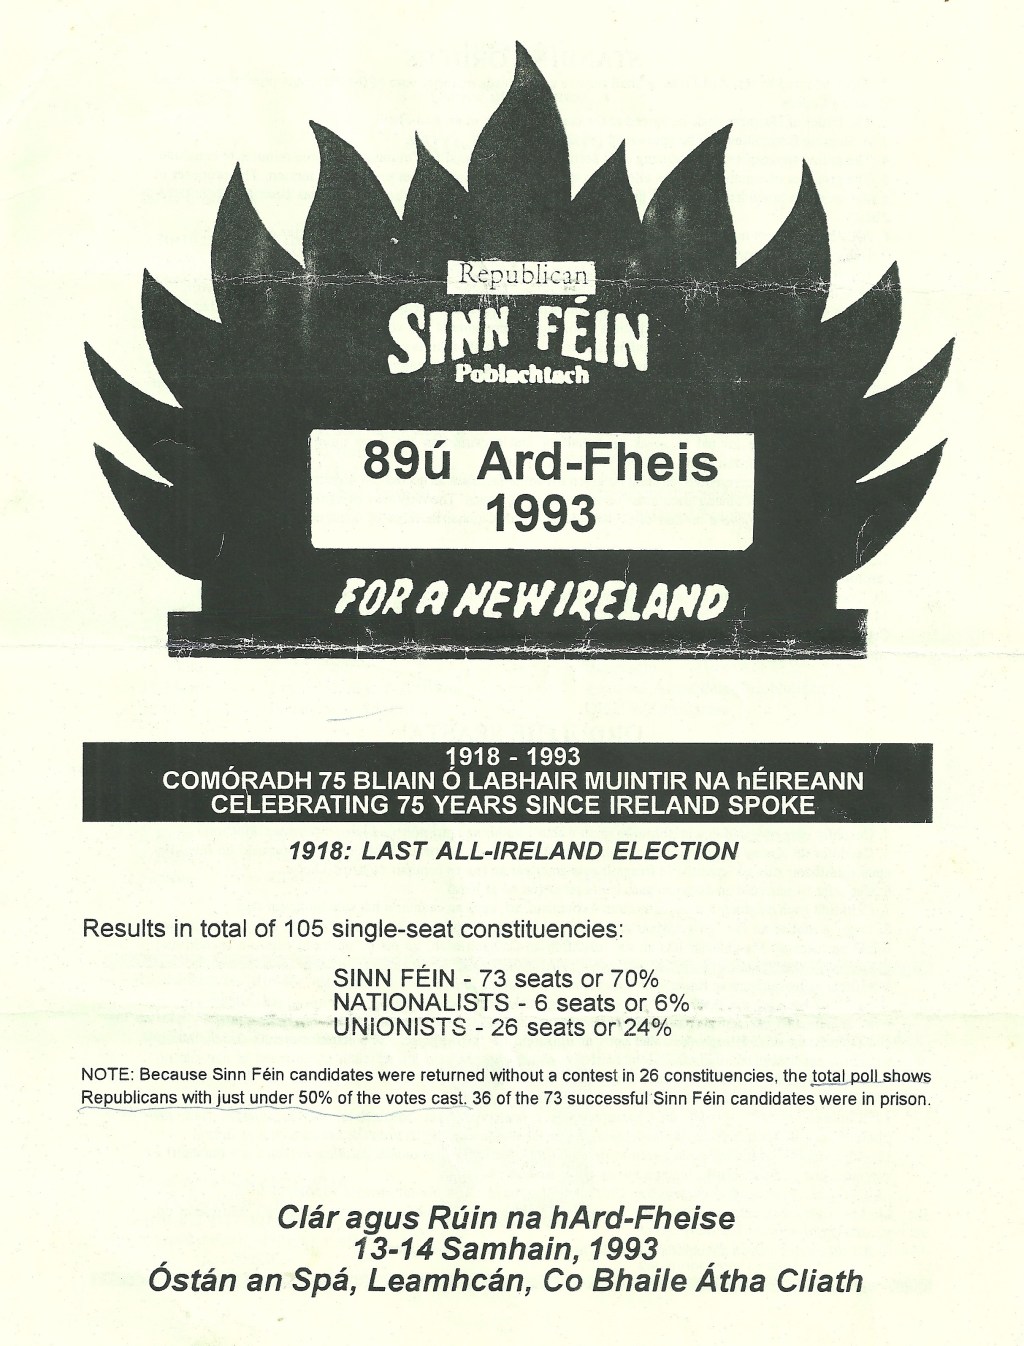 Republican
SINN FÉIN
Poblachtach
89ú Ard-Fheis
1993
FOR A NEW IRELAND
1918 - 1993
COMÓRADH 75 BLIAIN Ó LABHAIR MUINTIR NA hÉIREANN
CELEBRATING 75 YEARS SINCE IRELAND SPOKE
1918: LAST ALL-IRELAND ELECTION
Results in total of 105 single-seat constituencies:
SINN FÉIN - 73 seats or 70%
NATIONALISTS - 6 seats or 6%
UNIONISTS - 26 seats or 24%
NOTE: Because Sinn Féin candidates were returned without a contest in 26 constituencies, the total poll shows
Republicans with just under 50% of the votes cast. 36 of the 73 successful Sinn Féin candidates were in prison.
Clár agus Rúin na hArd-Fheise
13-14 Samhain, 1993
Óstán an Spá, Leamhcán, Co Bhaile Átha Cliath